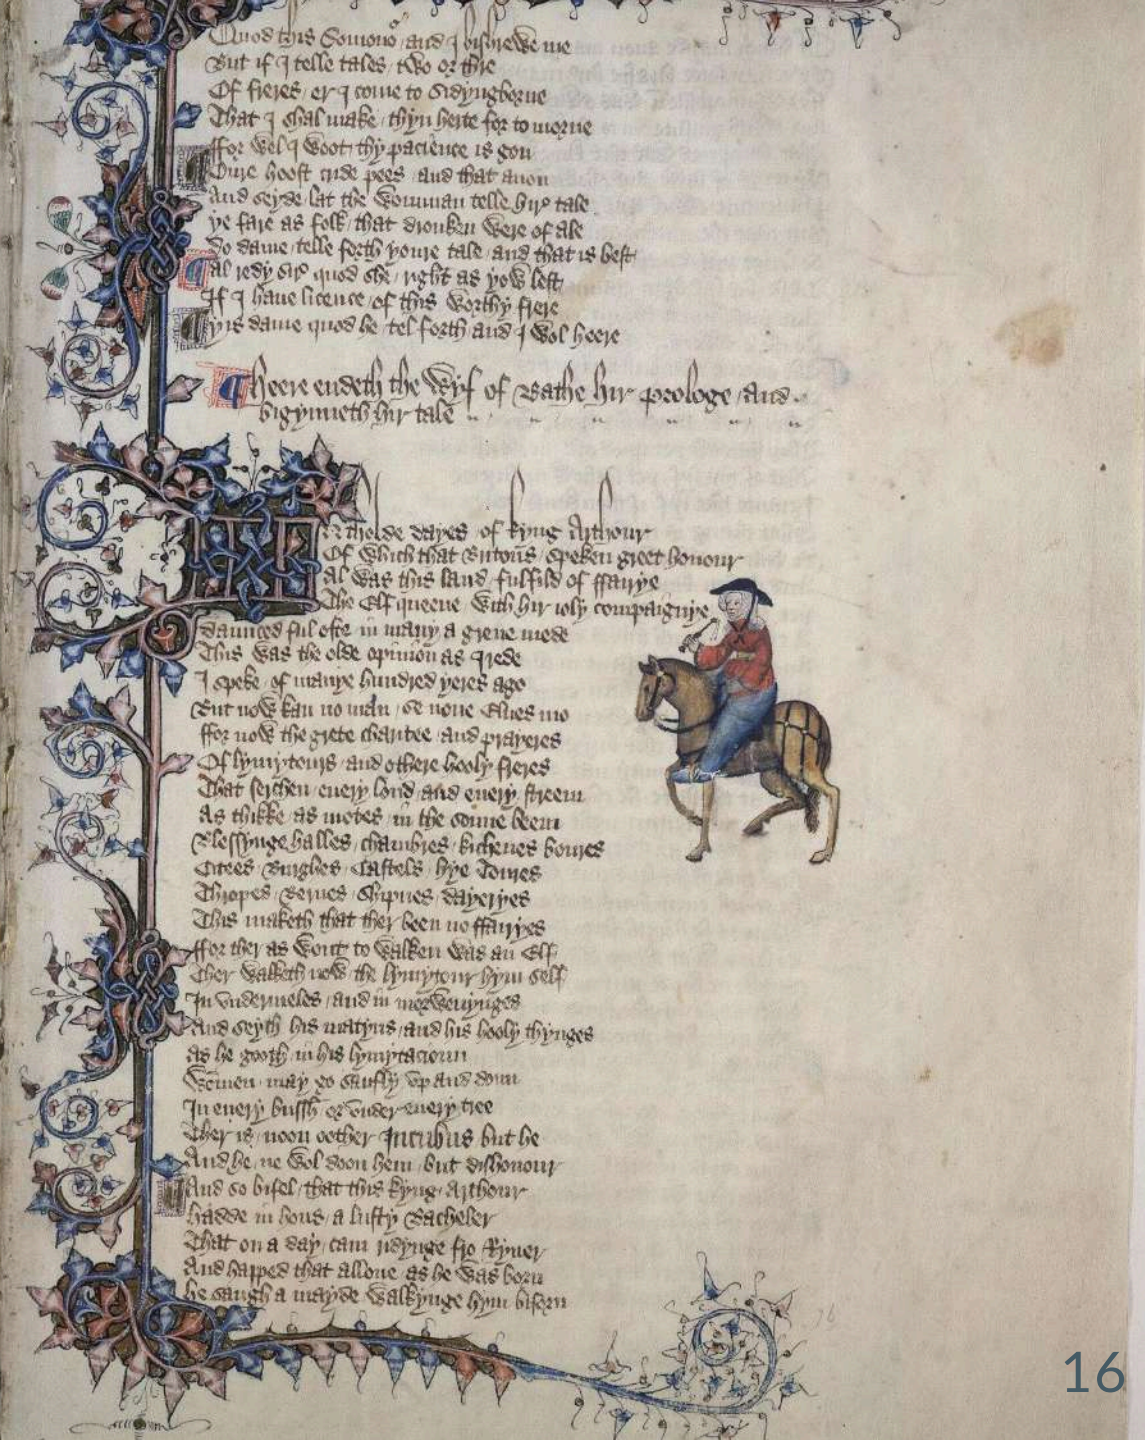 Quod this Somonor and I bishrewe me
But if I telle tales two or thre
Of freres er I come to Sidyngborne
That I shal make thyn herte for to morne
ffor wel I woot thy pacience is gon
Oure hoost cride pees and that anon
And seyde lat the womman telle hire tale
ye fare as folk that dronken were of ale
Do dame telle forth youre tale and that is best
Al redy sire quod she right as yow lest
If I haue licence of this worthy frere
Yis dame quod he tel forth and I wol heere
Heere endeth the Wyf of Bathe hir prologe and
bigynneth hir tale
In tholde dayes of kyng Arthour
Of which that Britons speken greet honour
Al was this land fulfild of ffairye
The Elf queene with hir ioly compaignye
daunced ful ofte in many a grene mede
This was the olde opinion as I rede
I speke of manye hundred yeres ago
But now kan no man se none Elues mo
ffor now the grete charitee and prayeres
Of lymytours and othere hooly freres
That serchen euery lond and euery streem
As thikke as motes in the sonne beem
Blessynge halles chambres kichenes boures
Citees Burghes Castels hye Toures
Thropes Bernes Shipnes dayeryes
This maketh that ther been no ffairyes
ffor ther as wont to walken was an Elf
Ther walketh now the lymytour hym self
In vndermeles and in morwenynges
And seyth his matyns and his hooly thynges
As he gooth in his lymytacioun
Wommen may go saufly vp and doun
In euery bussh or vnder euery tree
Ther is noon oother Incubus but he
And he ne wol doon hem but dishonour
And so bifel that this kyng Arthour
hadde in hous a lusty Bacheler
That on a day cam ridynge fro Ryuer
And happed that allone as he was born
he saugh a mayde walkynge hym biforn
16